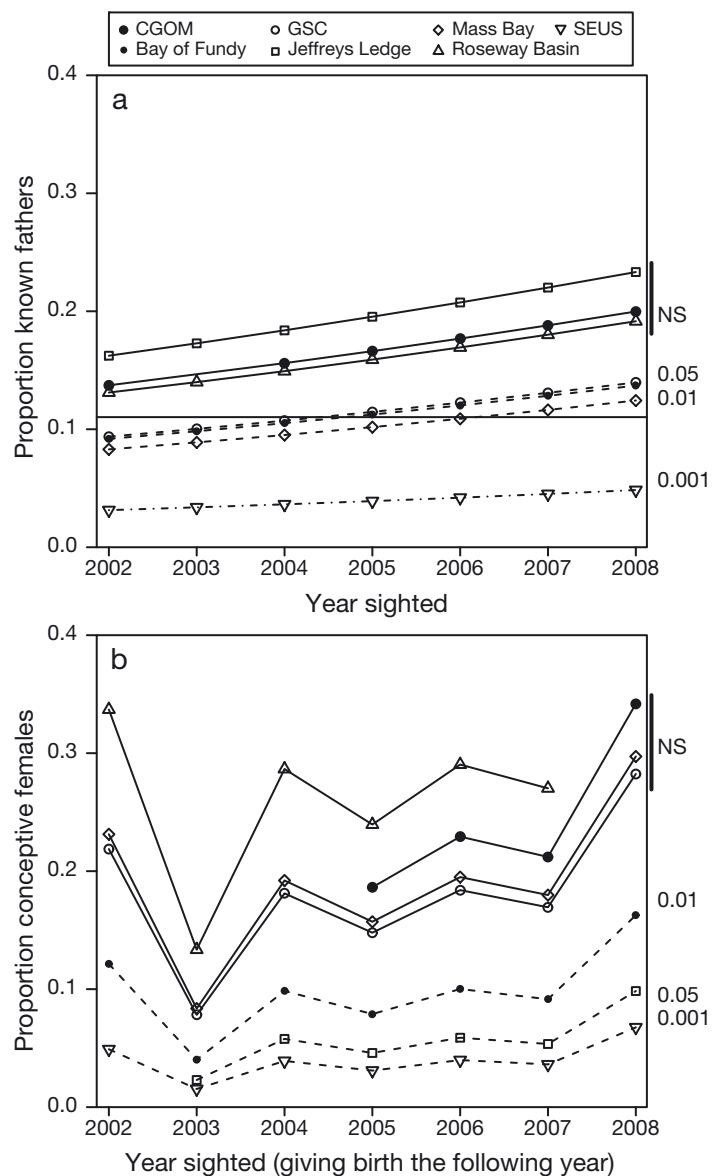 CGOM GSC Mass Bay SEUS
Bay of Fundy Jeffreys Ledge Roseway Basin
a
0.4
0.3
0.2
0.1
0.0
Proportion known fathers
NS
0.05
0.01
0.001
2002 2003 2004 2005 2006 2007 2008
Year sighted
b
0.4
0.3
0.2
0.1
0.0
Proportion conceptive females
NS
0.01
0.05
0.001
2002 2003 2004 2005 2006 2007 2008
Year sighted (giving birth the following year)